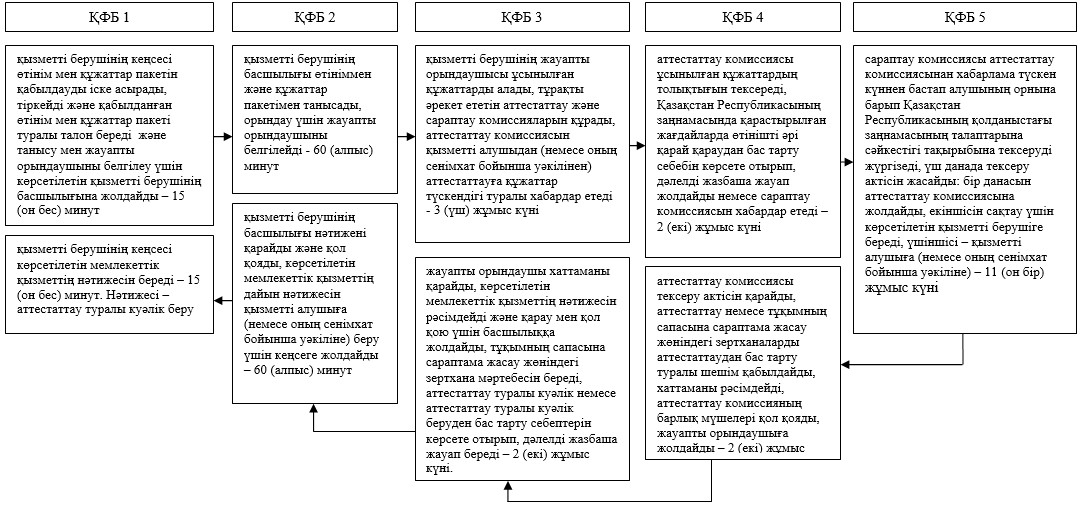 ҚФБ 1
ҚФБ 2
ҚФБ 3
ҚФБ 4
ҚФБ 5
қызметті берушінің кеңсесі
өтінім мен құжаттар пакетін
қабылдауды іске асырады,
тіркейді және қабылданған
өтінім мен құжаттар пакеті
туралы талон береді және
танысу мен жауапты
орындаушыны белгілеу үшін
көрсетілетін қызметті берушінің
басшылығына жолдайды – 15
(он бес) минут
қызметті берушінің
басшылығы өтініммен
және құжаттар
пакетімен танысады,
орындау үшін жауапты
орындаушыны
белгілейді - 60 (алпыс)
минут
қызметті берушінің жауапты
орындаушысы ұсынылған
құжаттарды алады, тұрақты
әрекет ететін аттестаттау және
сараптау комиссияларын құрады,
аттестаттау комиссиясын
қызметті алушыдан (немесе оның
сенімхат бойынша уәкілінен)
аттестаттауға құжаттар
түскендігі туралы хабардар етеді
- 3 (үш) жұмыс күні
аттестаттау комиссиясы
ұсынылған құжаттардың
толықтығын тексереді,
Қазақстан Республикасының
заңнамасында қарастырылған
жағдайларда өтінішті әрі
қарай қараудан бас тарту
себебін көрсете отырып,
дәлелді жазбаша жауап
жолдайды немесе сараптау
комиссиясын хабардар етеді –
2 (екі) жұмыс күні
сараптау комиссиясы аттестаттау
комиссиясынан хабарлама түскен
күннен бастап алушының орнына
барып Қазақстан
Республикасының қолданыстағы
заңнамасының талаптарына
сәйкестігі тақырыбына тексеруді
жүргізеді, үш данада тексеру
актісін жасайды: бір данасын
аттестаттау комиссиясына
жолдайды, екіншісін сақтау үшін
көрсетілетін қызметті берушіге
береді, үшіншісі – қызметті
алушыға (немесе оның сенімхат
бойынша уәкіліне) – 11 (он бір)
жұмыс күні
қызметті берушінің кеңсесі
көрсетілетін мемлекеттік
қызметтің нәтижесін береді – 15
(он бес) минут. Нәтижесі –
аттестаттау туралы куәлік беру
қызметті берушінің
басшылығы нәтижені
қарайды және қол
қояды, көрсетілетін
мемлекеттік қызметтің
дайын нәтижесін
қызметті алушыға
(немесе оның сенімхат
бойынша уәкіліне) беру
үшін кеңсеге жолдайды
– 60 (алпыс) минут
жауапты орындаушы хаттаманы
қарайды, көрсетілетін
мемлекеттік қызметтің нәтижесін
рәсімдейді және қарау мен қол
қою үшін басшылыққа
жолдайды, тұқымның сапасына
сараптама жасау жөніндегі
зертхана мәртебесін береді,
аттестаттау туралы куәлік немесе
аттестаттау туралы куәлік
беруден бас тарту себептерін
көрсете отырып, дәлелді жазбаша
жауап береді – 2 (екі) жұмыс
күні.
аттестаттау комиссиясы
тексеру актісін қарайды,
аттестаттау немесе тұқымның
сапасына сараптама жасау
жөніндегі зертханаларды
аттестаттаудан бас тарту
туралы шешім қабылдайды,
хаттаманы рәсімдейді,
аттестаттау комиссияның
барлық мүшелері қол қояды,
жауапты орындаушыға
жолдайды – 2 (екі) жұмыс